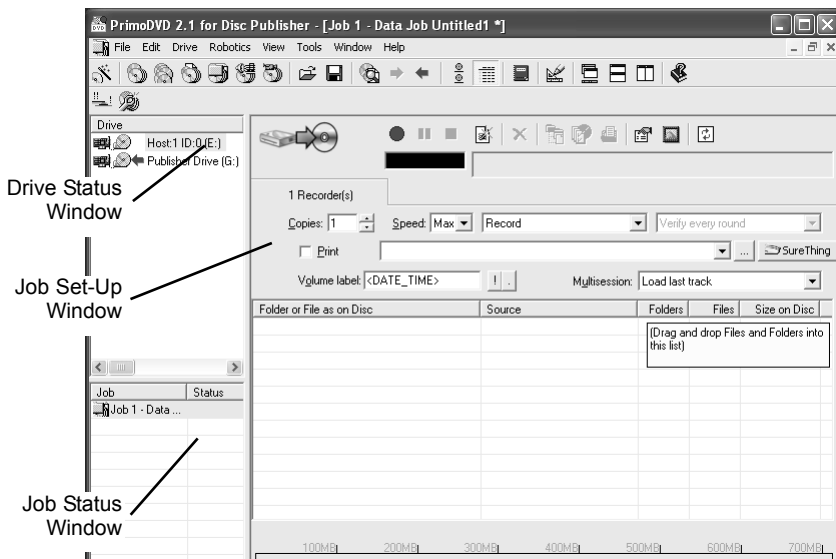 PrimoDVD 2.1 for Disc Publisher - [Job 1 - Data Job Untitled1 *]
File Edit Drive Robotics View Tools Window Help
Drive
Host:1 ID:0 (E:)
Publisher Drive (G:)
Drive Status
Window
1 Recorder(s)
Copies: 1 Speed: Max Record Verify every round
Print ... SureThing
Volume label: <DATE_TIME> ! . Multisession: Load last track
Job Set-Up
Window
Folder or File as on Disc Source Folders Files Size on Disc
(Drag and drop Files and Folders into
this list)
Job Status
Job 1 - Data ...
Job Status
Window
100MB 200MB 300MB 400MB 500MB 600MB 700MB